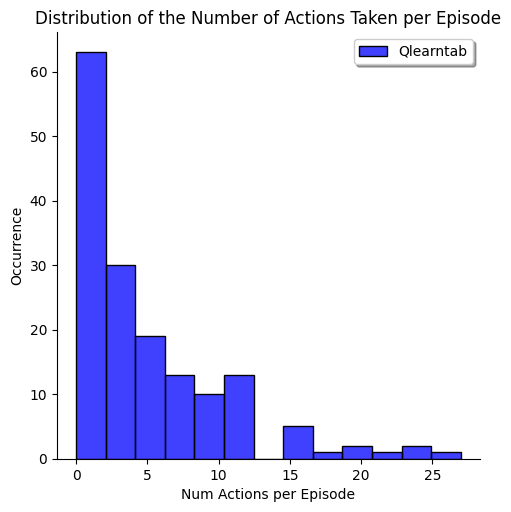 Distribution of the Number of Actions Taken per Episode
Qlearntab
60
50
40
30
20
10
0
Occurrence
0 5 10 15 20 25
Num Actions per Episode